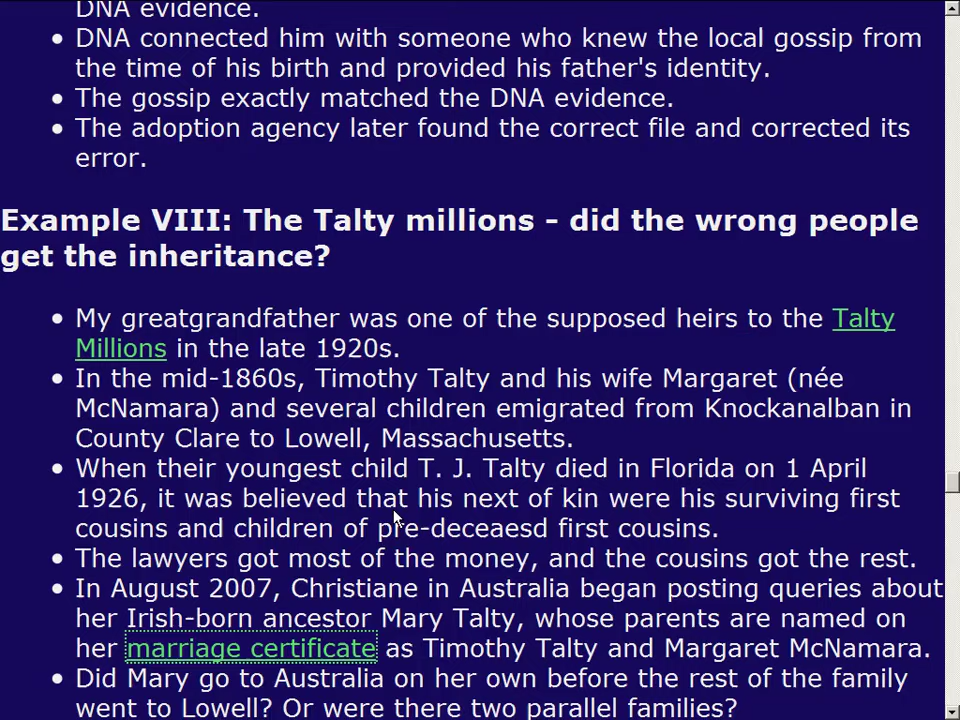 DNA evidence.
• DNA connected him with someone who knew the local gossip from
the time of his birth and provided his father's identity.
• The gossip exactly matched the DNA evidence.
• The adoption agency later found the correct file and corrected its
error.
Example VIII: The Talty millions - did the wrong people
get the inheritance?
• My greatgrandfather was one of the supposed heirs to the Talty
Millions in the late 1920s.
• In the mid-1860s, Timothy Talty and his wife Margaret (née
McNamara) and several children emigrated from Knockanalban in
County Clare to Lowell, Massachusetts.
• When their youngest child T. J. Talty died in Florida on 1 April
1926, it was believed that his next of kin were his surviving first
cousins and children of pre-deceaesd first cousins.
• The lawyers got most of the money, and the cousins got the rest.
• In August 2007, Christiane in Australia began posting queries about
her Irish-born ancestor Mary Talty, whose parents are named on
her marriage certificate as Timothy Talty and Margaret McNamara.
• Did Mary go to Australia on her own before the rest of the family
went to Lowell? Or were there two parallel families?